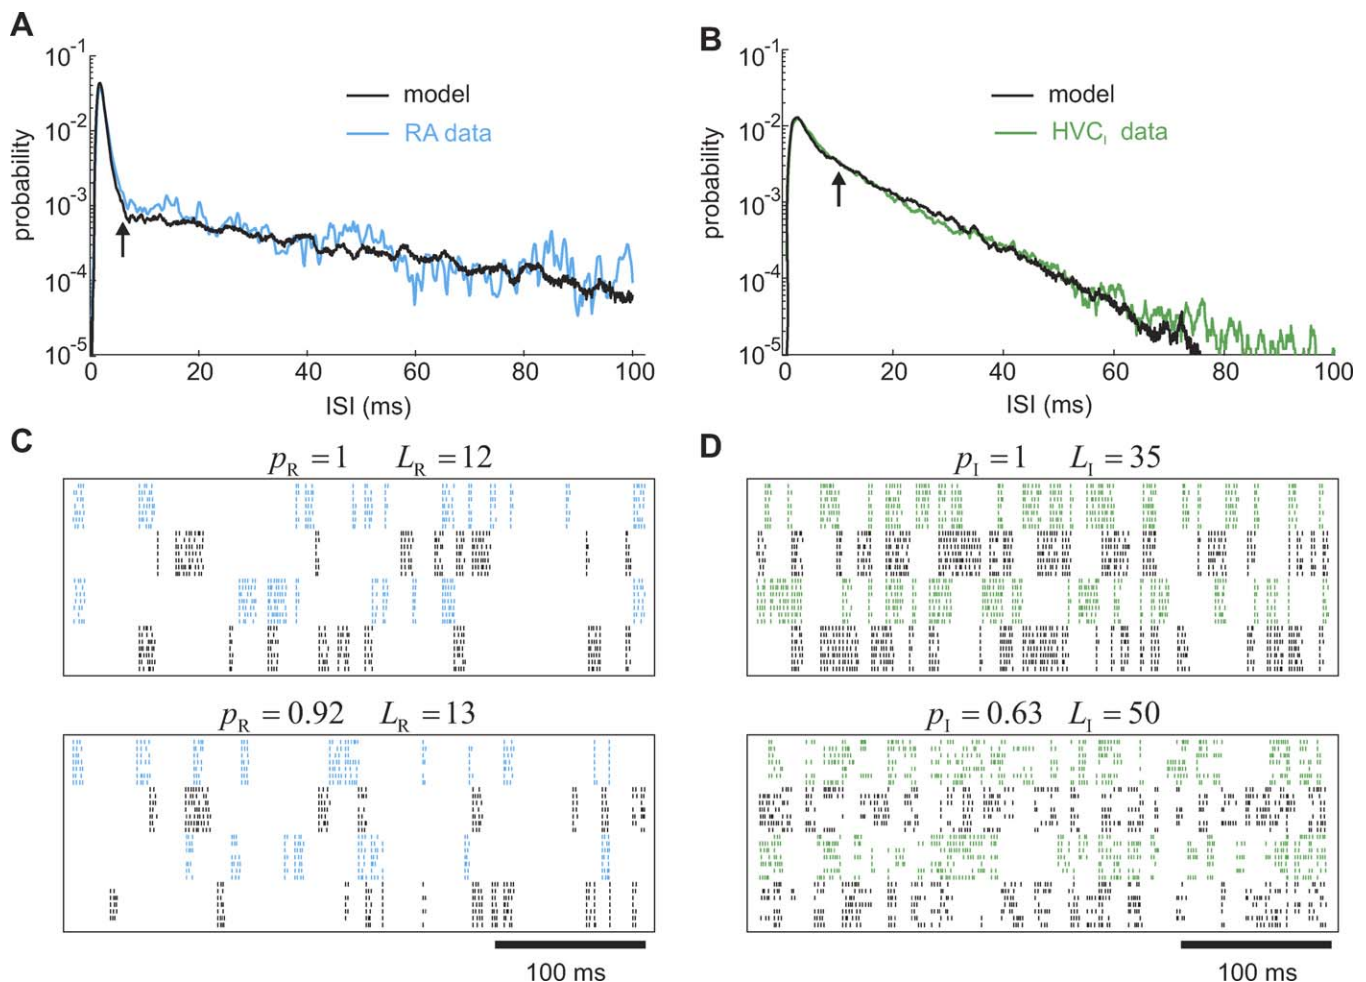 A
10^-1
10^-2
10^-3
10^-4
10^-5
probability
model
RA data
0 20 40 60 80 100
ISI (ms)
B
10^-1
10^-2
10^-3
10^-4
10^-5
probability
model
HVC_I data
0 20 40 60 80 100
ISI (ms)
C
p_R = 1 L_R = 12
p_R = 0.92 L_R = 13
100 ms
D
p_I = 1 L_I = 35
p_I = 0.63 L_I = 50
100 ms